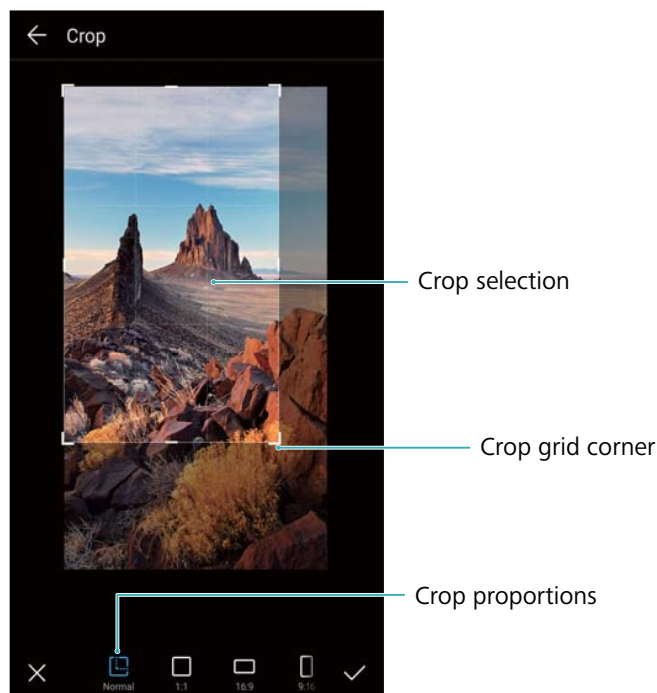 Crop
Crop selection
Crop grid corner
Crop proportions
Normal
1:1
16:9
9:16